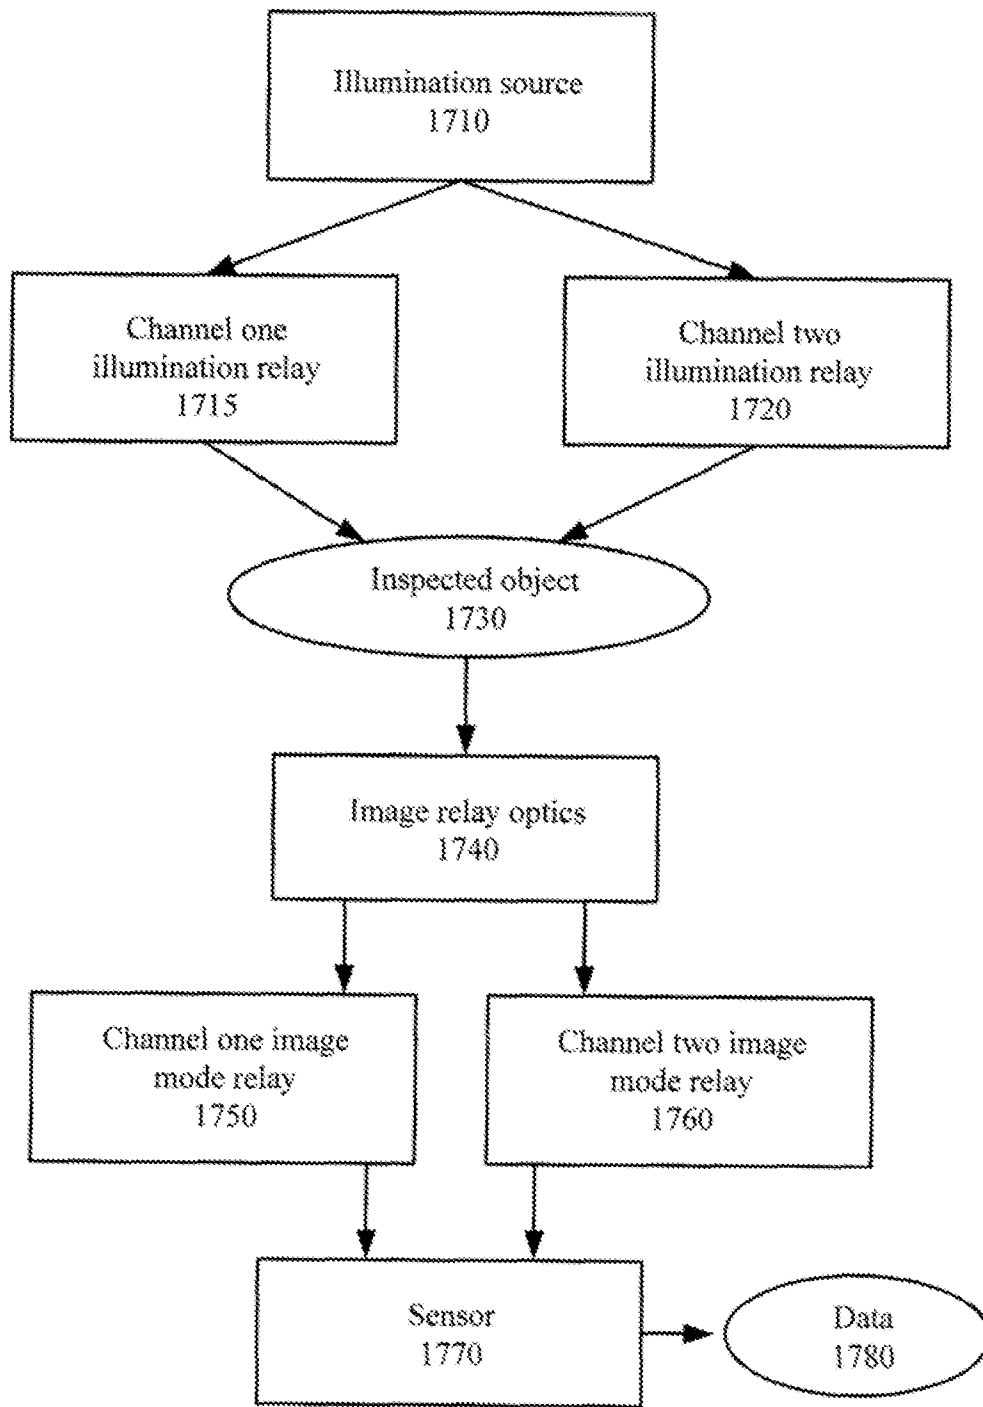 Illumination source
1710
Channel one
illumination relay
1715
Channel two
illumination relay
1720
Inspected object
1730
Image relay optics
1740
Channel one image
mode relay
1750
Channel two image
mode relay
1760
Sensor
1770
Data
1780